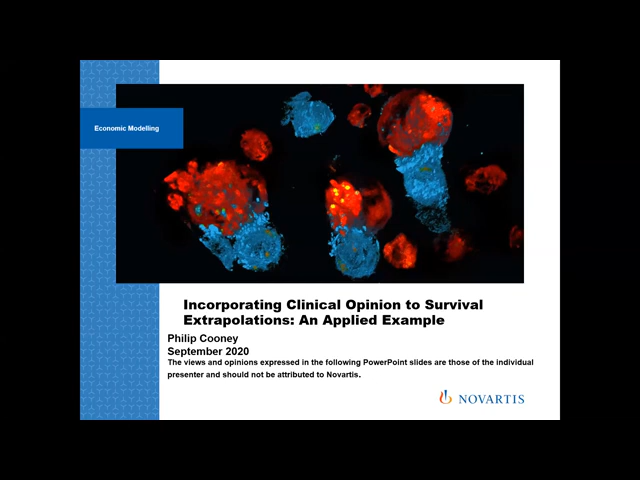 Economic Modelling
Incorporating Clinical Opinion to Survival
Extrapolations: An Applied Example
Philip Cooney
September 2020
The views and opinions expressed in the following PowerPoint slides are those of the individual
presenter and should not be attributed to Novartis.
NOVARTIS